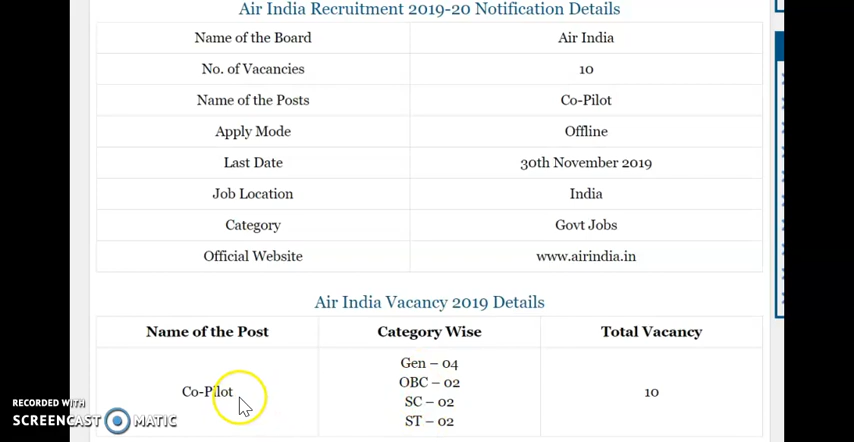 Air India Recruitment 2019-20 Notification Details
Name of the Board Air India
No. of Vacancies 10
Name of the Posts Co-Pilot
Apply Mode Offline
Last Date 30th November 2019
Job Location India
Category Govt Jobs
Official Website www.airindia.in
Air India Vacancy 2019 Details
Name of the Post Category Wise Total Vacancy
Gen – 04
OBC – 02
Co-Pilot 10
SC – 02
ST – 02
RECORDED WITH
SCREENCAST MATIC